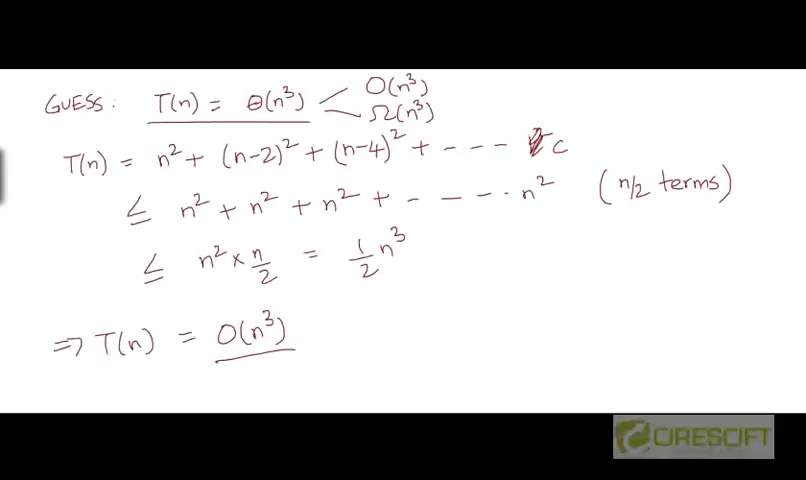 GUESS: T(n) = Θ(n³) < O(n³)
Ω(n³)
T(n) = n² + (n-2)² + (n-4)² + - - - c
≤ n² + n² + n² + - - - - · n² (n/2 terms)
≤ n² × n/2 = 1/2 n³
⇒ T(n) = O(n³)
CIRESCIFT